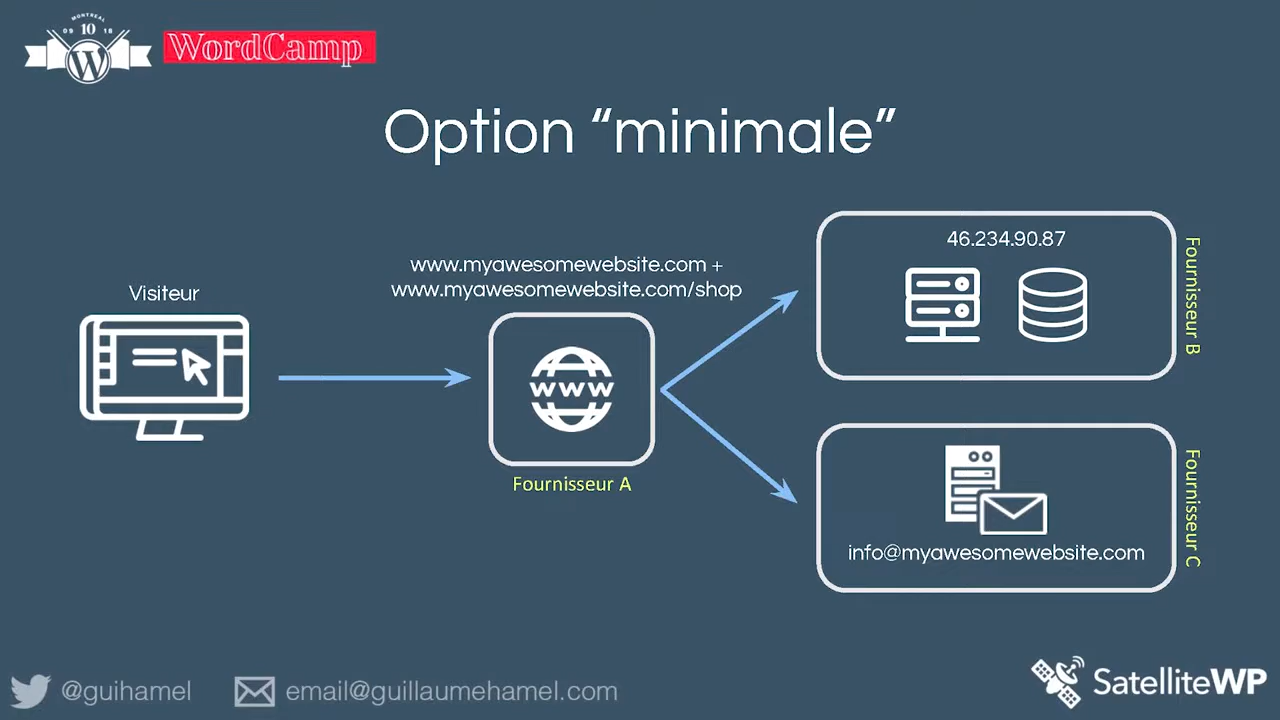 MONTREAL
09 10 18
W
WordCamp
Option “minimale”
Visiteur
www.myawesomewebsite.com +
www.myawesomewebsite.com/shop
WWW
Fournisseur A
46.234.90.87
Fournisseur B
info@myawesomewebsite.com
Fournisseur C
@guihamel
email@guillaumehamel.com
SatelliteWP